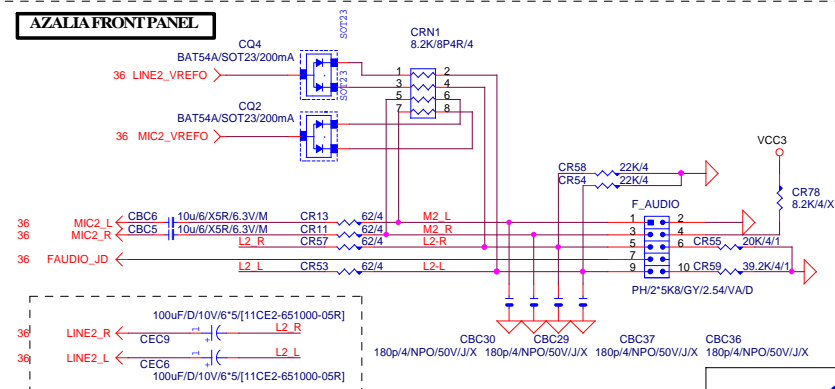 AZALIA FRONT PANEL
CQ4
BAT54A/SOT23/200mA
SOT23
CRN1
8.2K/8P4R/4
36 LINE2_VREFO
1 2
3 4
5 6
7 8
SOT23
CQ2
BAT54A/SOT23/200mA
36 MIC2_VREFO
VCC3
CR58 22K/4
CR54 22K/4
CR78
8.2K/4/X
F_AUDIO
36 MIC2_L CBC6 10u/6/X5R/6.3V/M CR13 62/4 M2_L 1 2
36 MIC2_R CBC5 10u/6/X5R/6.3V/M CR11 62/4 M2_R 3 4
L2_R CR57 62/4 L2-R 5 6 CR55 20K/4/1
36 FAUDIO_JD 7
L2_L CR53 62/4 L2-L 9 10 CR59 39.2K/4/1
PH/2*5K8/GY/2.54/VA/D
100uF/D/10V/6*5/[11CE2-651000-05R]
36 LINE2_R CEC9 1 + L2_R
36 LINE2_L CEC6 1 + L2_L
100uF/D/10V/6*5/[11CE2-651000-05R]
CBC30 CBC29 CBC37 CBC36
180p/4/NPO/50V/J/X 180p/4/NPO/50V/J/X 180p/4/NPO/50V/J/X 180p/4/NPO/50V/J/X